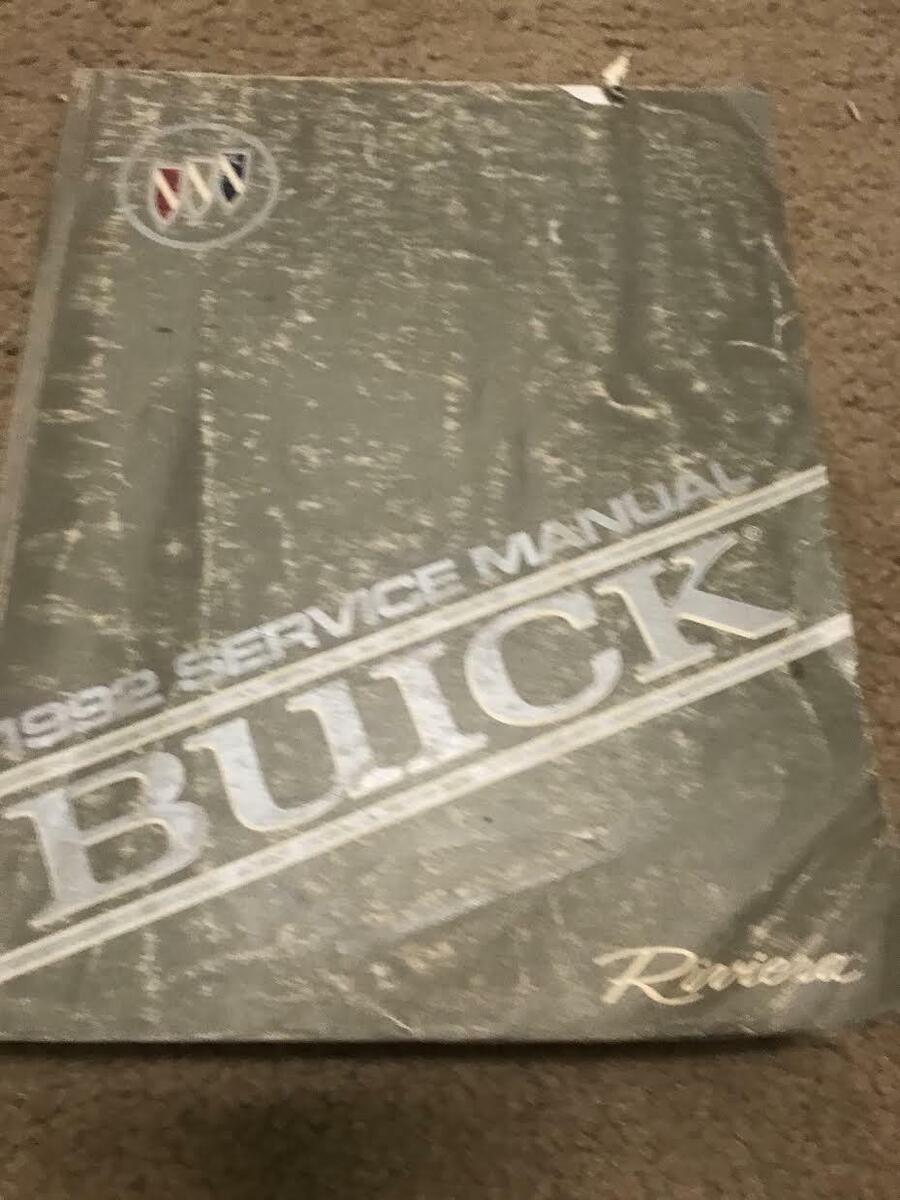 1992 SERVICE MANUAL
BUICK®
Riviera